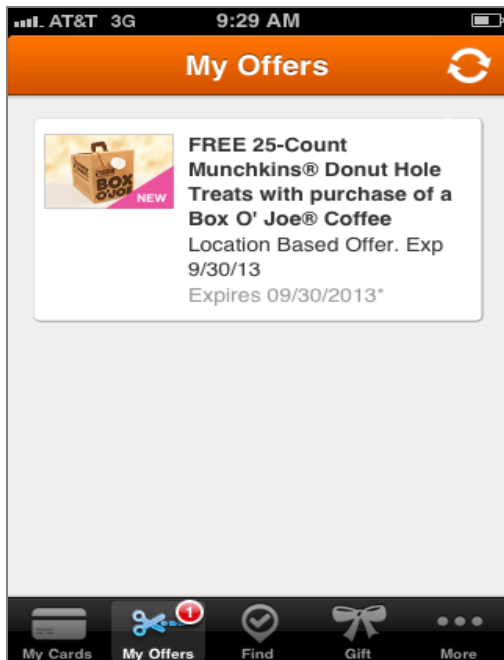 AT&T 3G 9:29 AM
My Offers
FREE 25-Count
Munchkins® Donut Hole
Treats with purchase of a
Box O' Joe® Coffee
Location Based Offer. Exp
9/30/13
Expires 09/30/2013*
BOX
O'JOE
NEW
1
My Cards My Offers Find Gift More